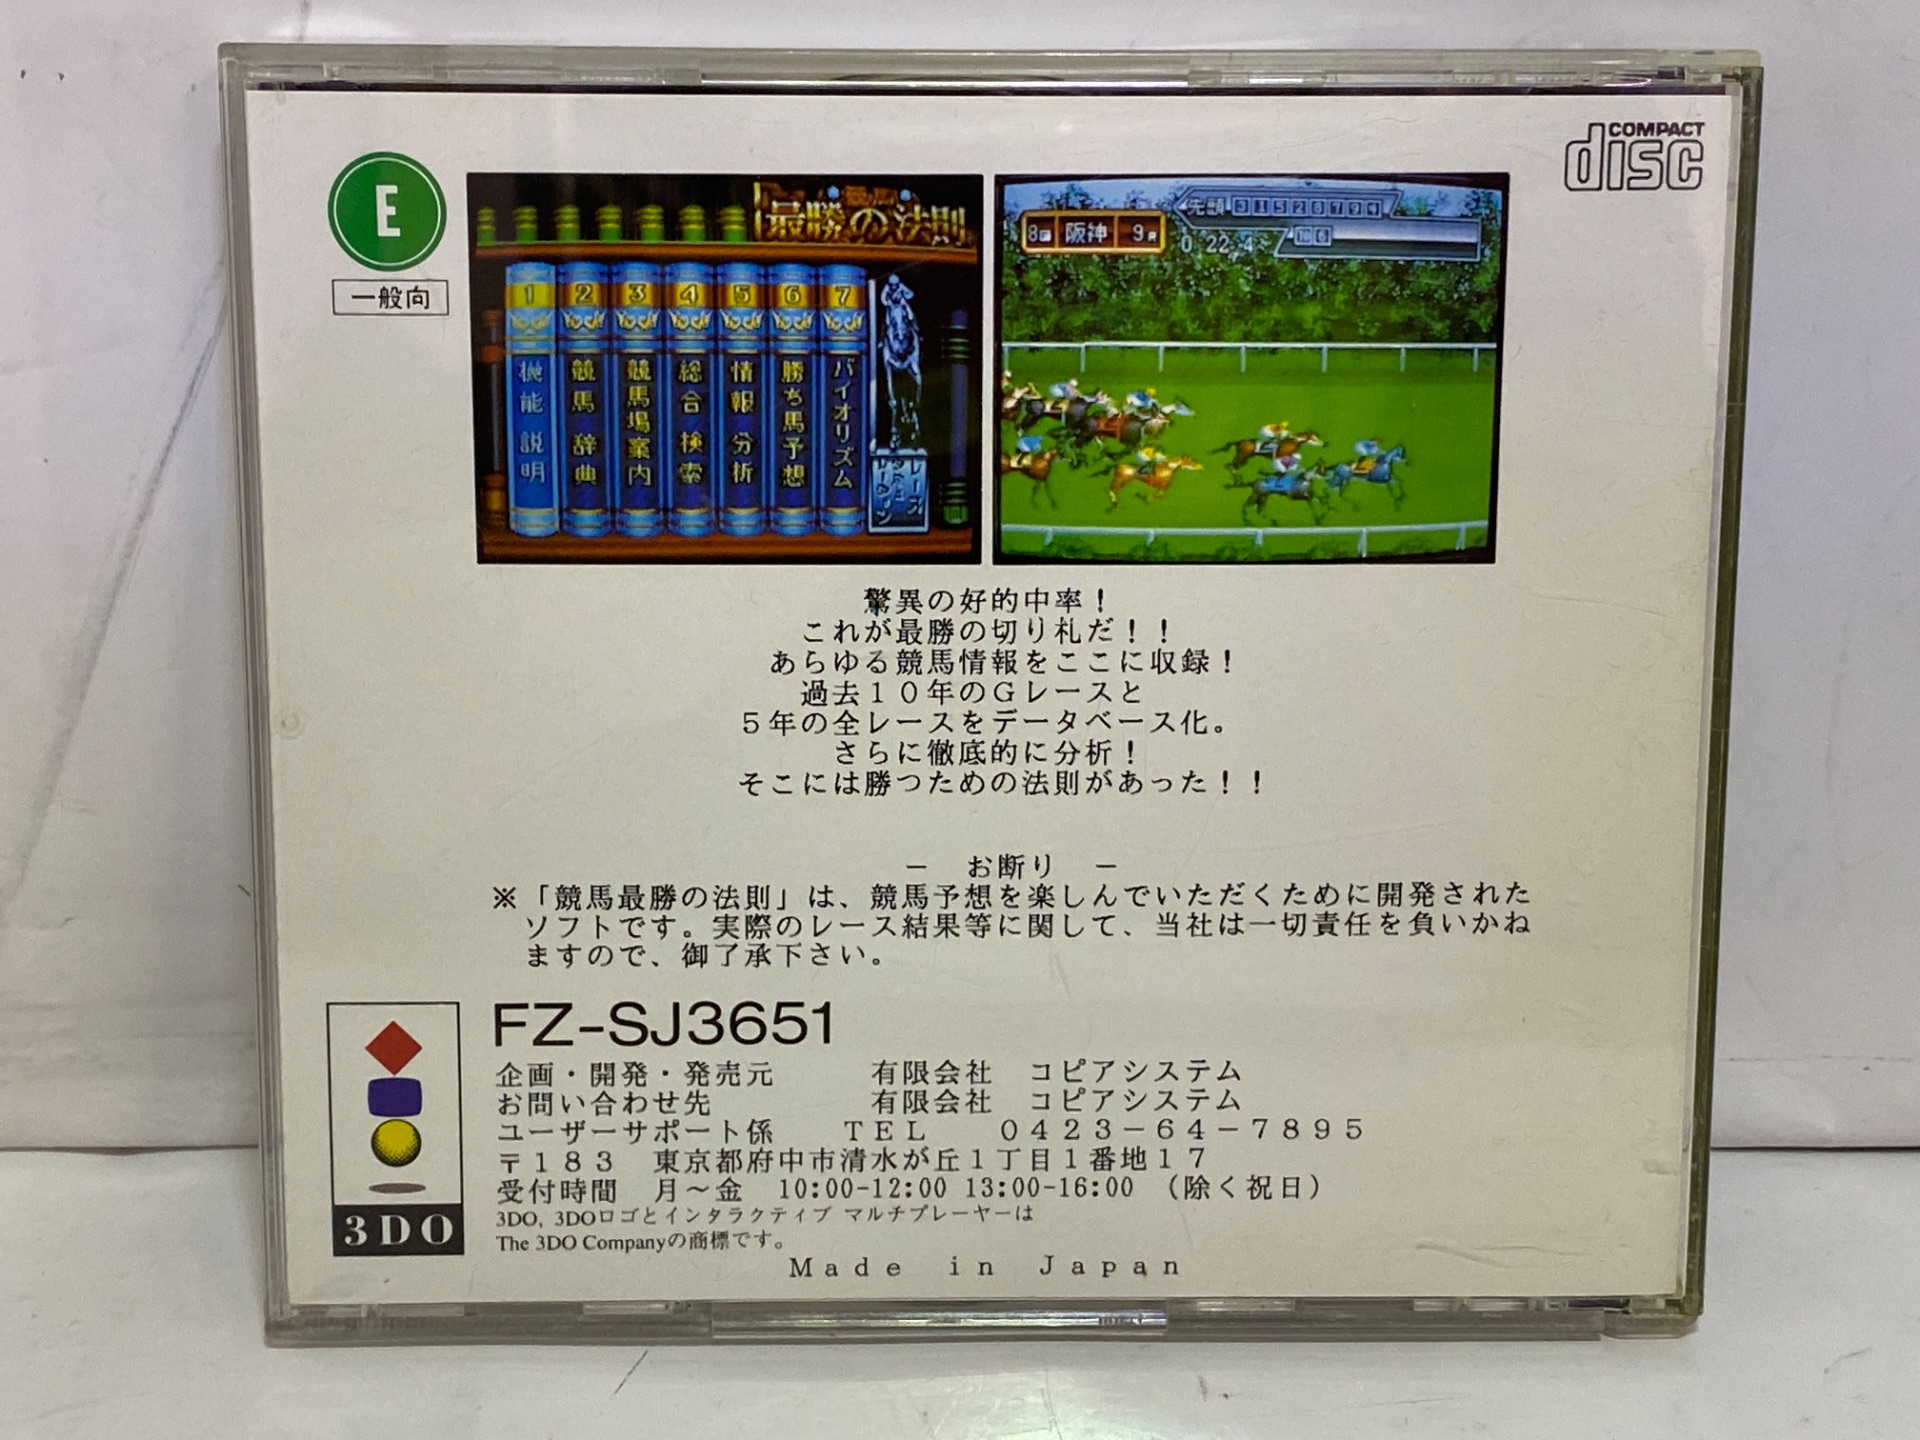 COMPACT
disc
E
一般向
最勝の法則
1 2 3 4 5 6 7
機能説明
競馬辞典
競馬場案内
総合検索
情報分析
勝ち馬予想
バイオリズム
先頭
8 阪神 9R
0 22 4
驚異の好的中率！
これが最勝の切り札だ！！
あらゆる競馬情報をここに収録！
過去１０年のＧレースと
５年の全レースをデータベース化。
さらに徹底的に分析！
そこには勝つための法則があった！！
－ お断り －
※「競馬最勝の法則」は、競馬予想を楽しんでいただくために開発された
ソフトです。実際のレース結果等に関して、当社は一切責任を負いかね
ますので、御了承下さい。
FZ-SJ3651
企画・開発・発売元 有限会社 コピアシステム
お問い合わせ先 有限会社 コピアシステム
ユーザーサポート係 ＴＥＬ ０４２３－６４－７８９５
〒１８３ 東京都府中市清水が丘１丁目１番地１７
受付時間 月～金 10:00-12:00 13:00-16:00 （除く祝日）
3DO, 3DOロゴとインタラクティブ マルチプレーヤーは
The 3DO Companyの商標です。
3DO
Made in Japan